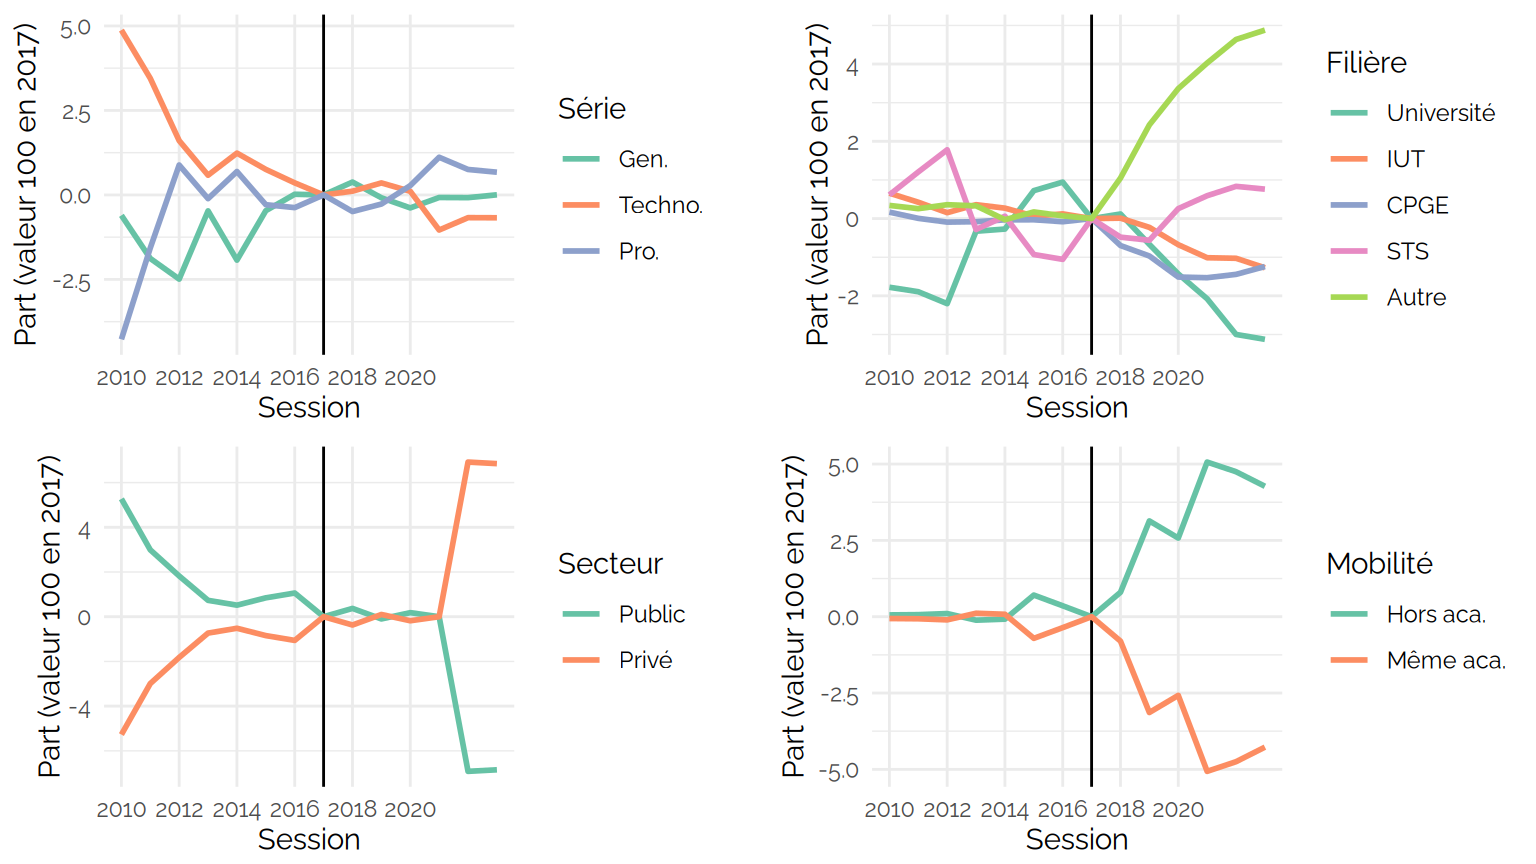 Part (valeur 100 en 2017)
5.0
2.5
0.0
-2.5
2010 2012 2014 2016 2018 2020
Session
Série
Gen.
Techno.
Pro.
Part (valeur 100 en 2017)
4
2
0
-2
2010 2012 2014 2016 2018 2020
Session
Filière
Université
IUT
CPGE
STS
Autre
Part (valeur 100 en 2017)
4
0
-4
2010 2012 2014 2016 2018 2020
Session
Secteur
Public
Privé
Part (valeur 100 en 2017)
5.0
2.5
0.0
-2.5
-5.0
2010 2012 2014 2016 2018 2020
Session
Mobilité
Hors aca.
Même aca.